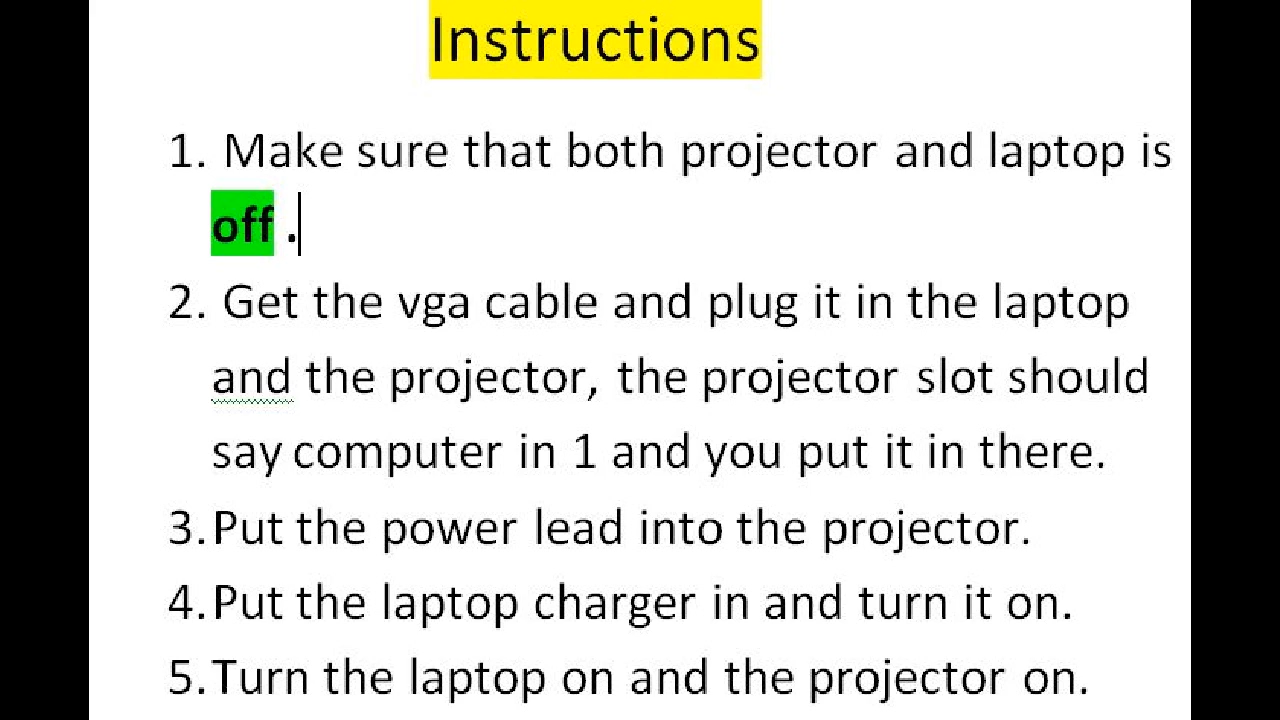 Instructions
1. Make sure that both projector and laptop is
off .
2. Get the vga cable and plug it in the laptop
and the projector, the projector slot should
say computer in 1 and you put it in there.
3.Put the power lead into the projector.
4.Put the laptop charger in and turn it on.
5.Turn the laptop on and the projector on.